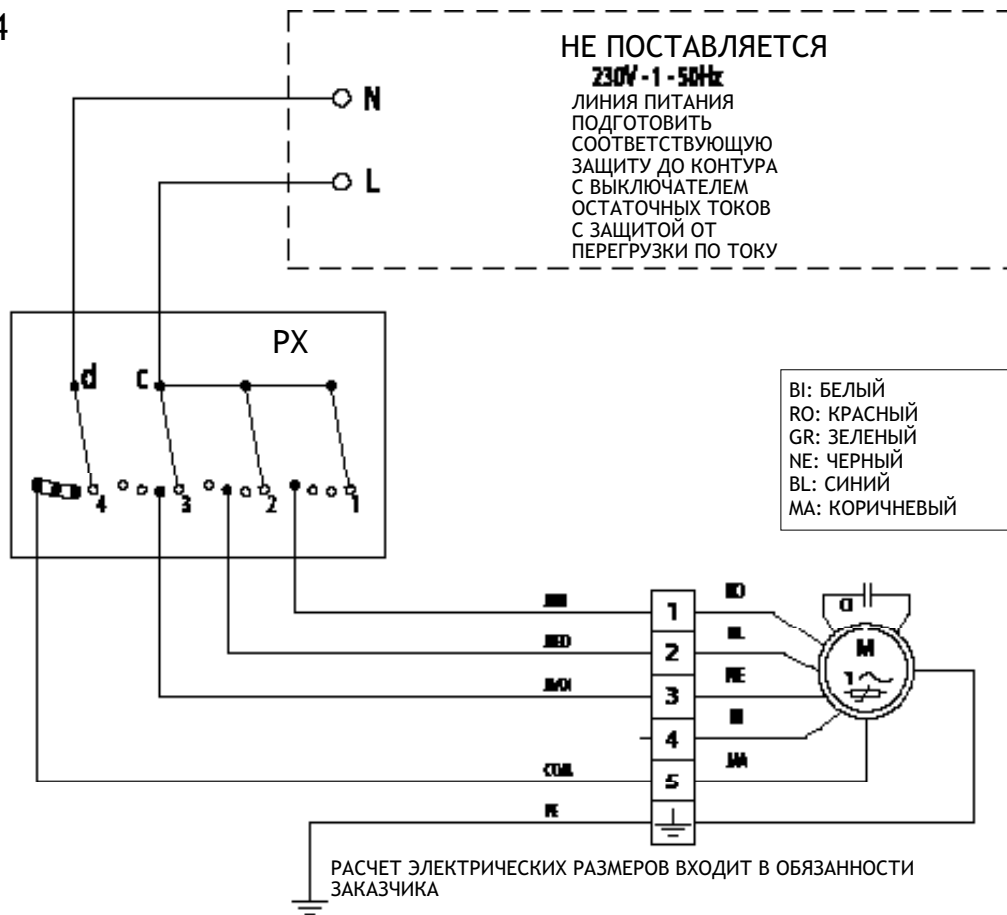 4
НЕ ПОСТАВЛЯЕТСЯ
230V - 1 - 50Hz
ЛИНИЯ ПИТАНИЯ
ПОДГОТОВИТЬ
СООТВЕТСТВУЮЩУЮ
ЗАЩИТУ ДО КОНТУРА
С ВЫКЛЮЧАТЕЛЕМ
ОСТАТОЧНЫХ ТОКОВ
С ЗАЩИТОЙ ОТ
ПЕРЕГРУЗКИ ПО ТОКУ
N
L
PX
d c
4 3 2 1
BI: БЕЛЫЙ
RO: КРАСНЫЙ
GR: ЗЕЛЕНЫЙ
NE: ЧЕРНЫЙ
BL: СИНИЙ
MA: КОРИЧНЕВЫЙ
1
2
3
4
5
M
1
РАСЧЕТ ЭЛЕКТРИЧЕСКИХ РАЗМЕРОВ ВХОДИТ В ОБЯЗАННОСТИ
ЗАКАЗЧИКА